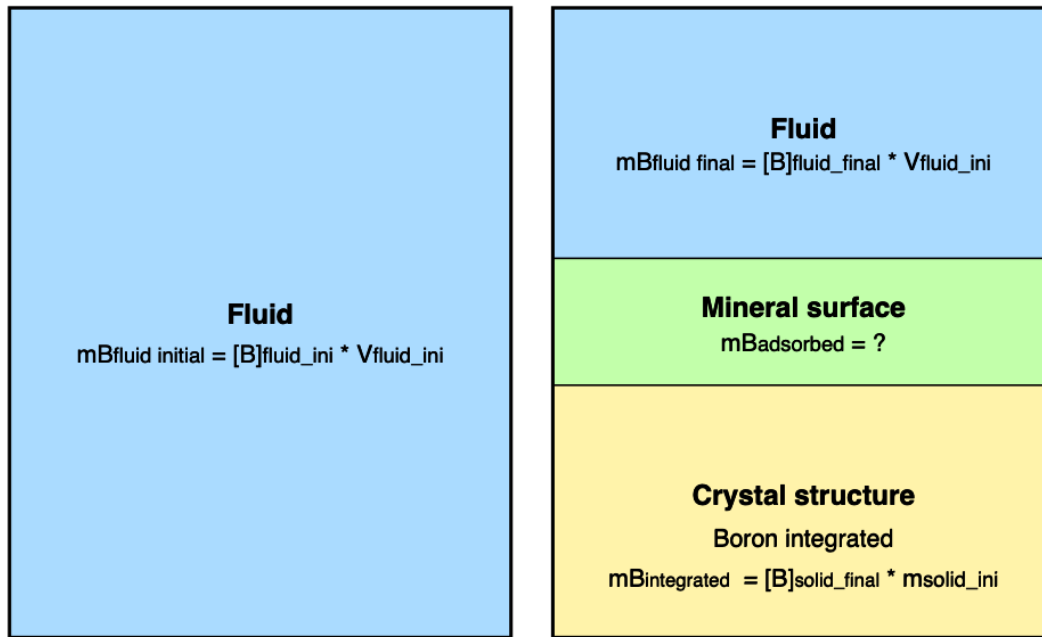 Fluid
mBfluid initial = [B]fluid_ini * Vfluid_ini
Fluid
mBfluid final = [B]fluid_final * Vfluid_ini
Mineral surface
mBadsorbed = ?
Crystal structure
Boron integrated
mBintegrated = [B]solid_final * msolid_ini